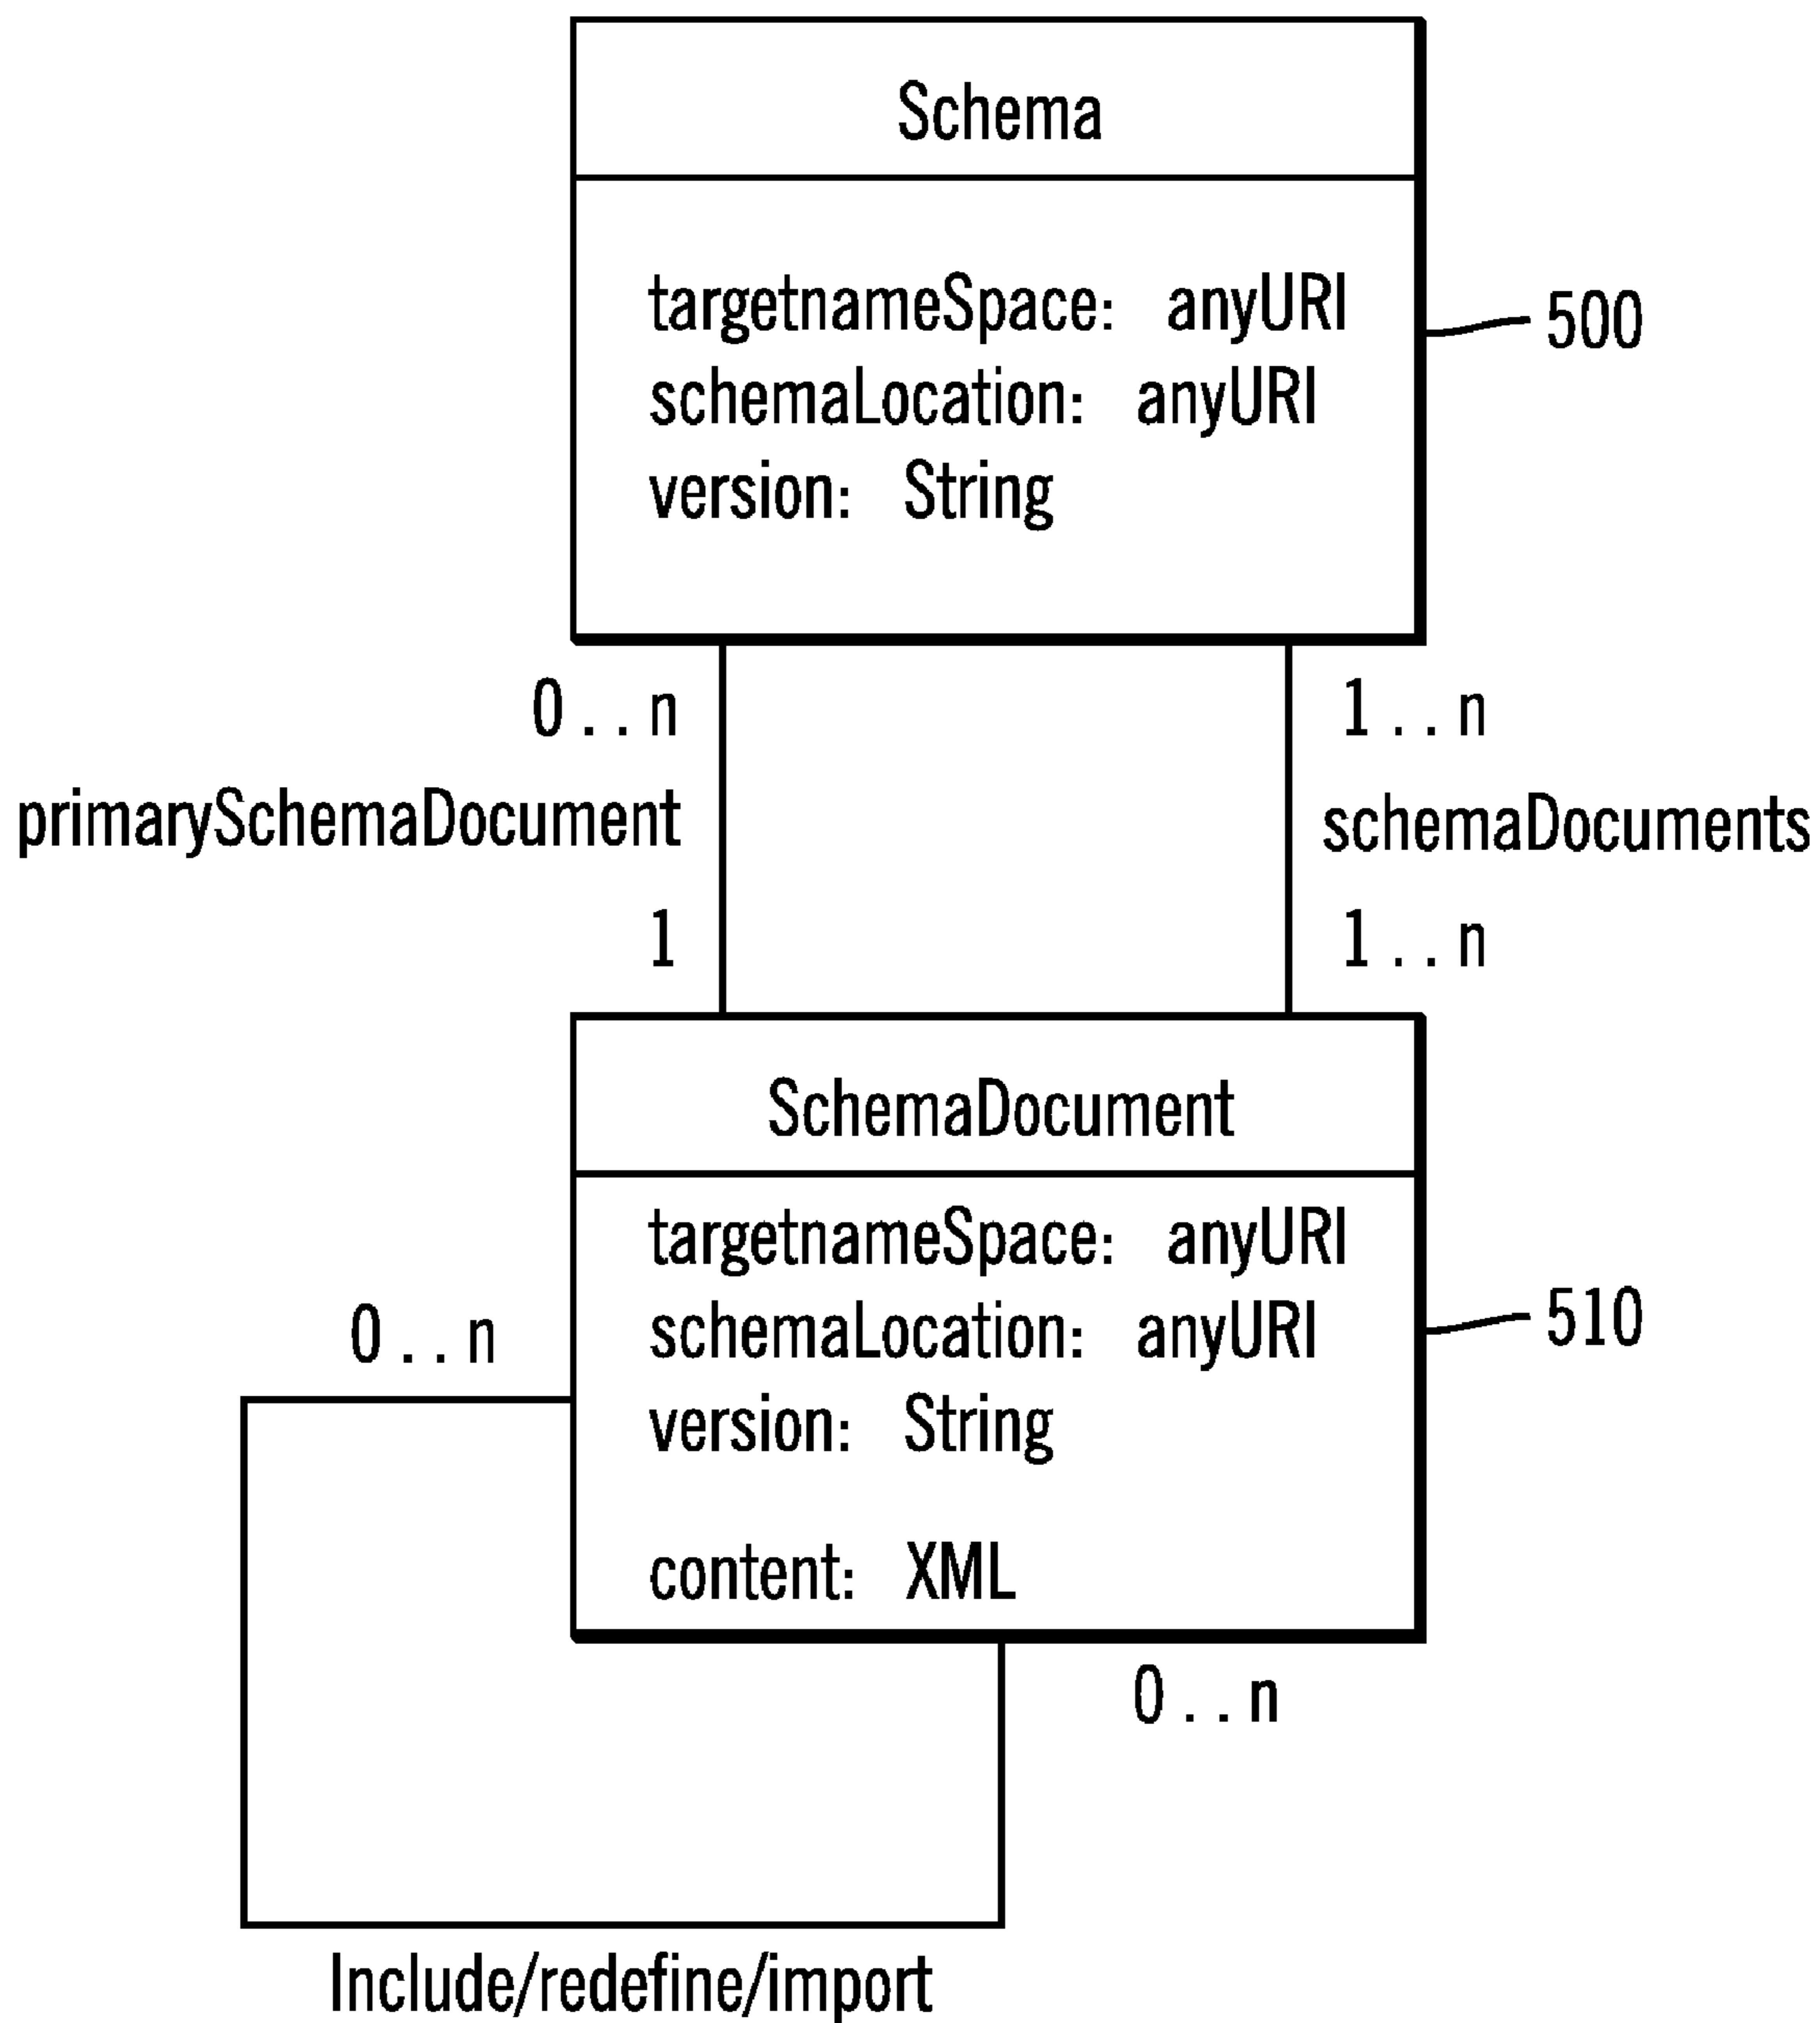 Schema
targetnameSpace: anyURI
500
schemaLocation: anyURI
version: String
0..n
1..n
primarySchemaDocument
schemaDocuments
1
1..n
SchemaDocument
targetnameSpace: anyURI
schemaLocation: anyURI
510
0..n
version: String
content: XML
0..n
Include/redefine/import